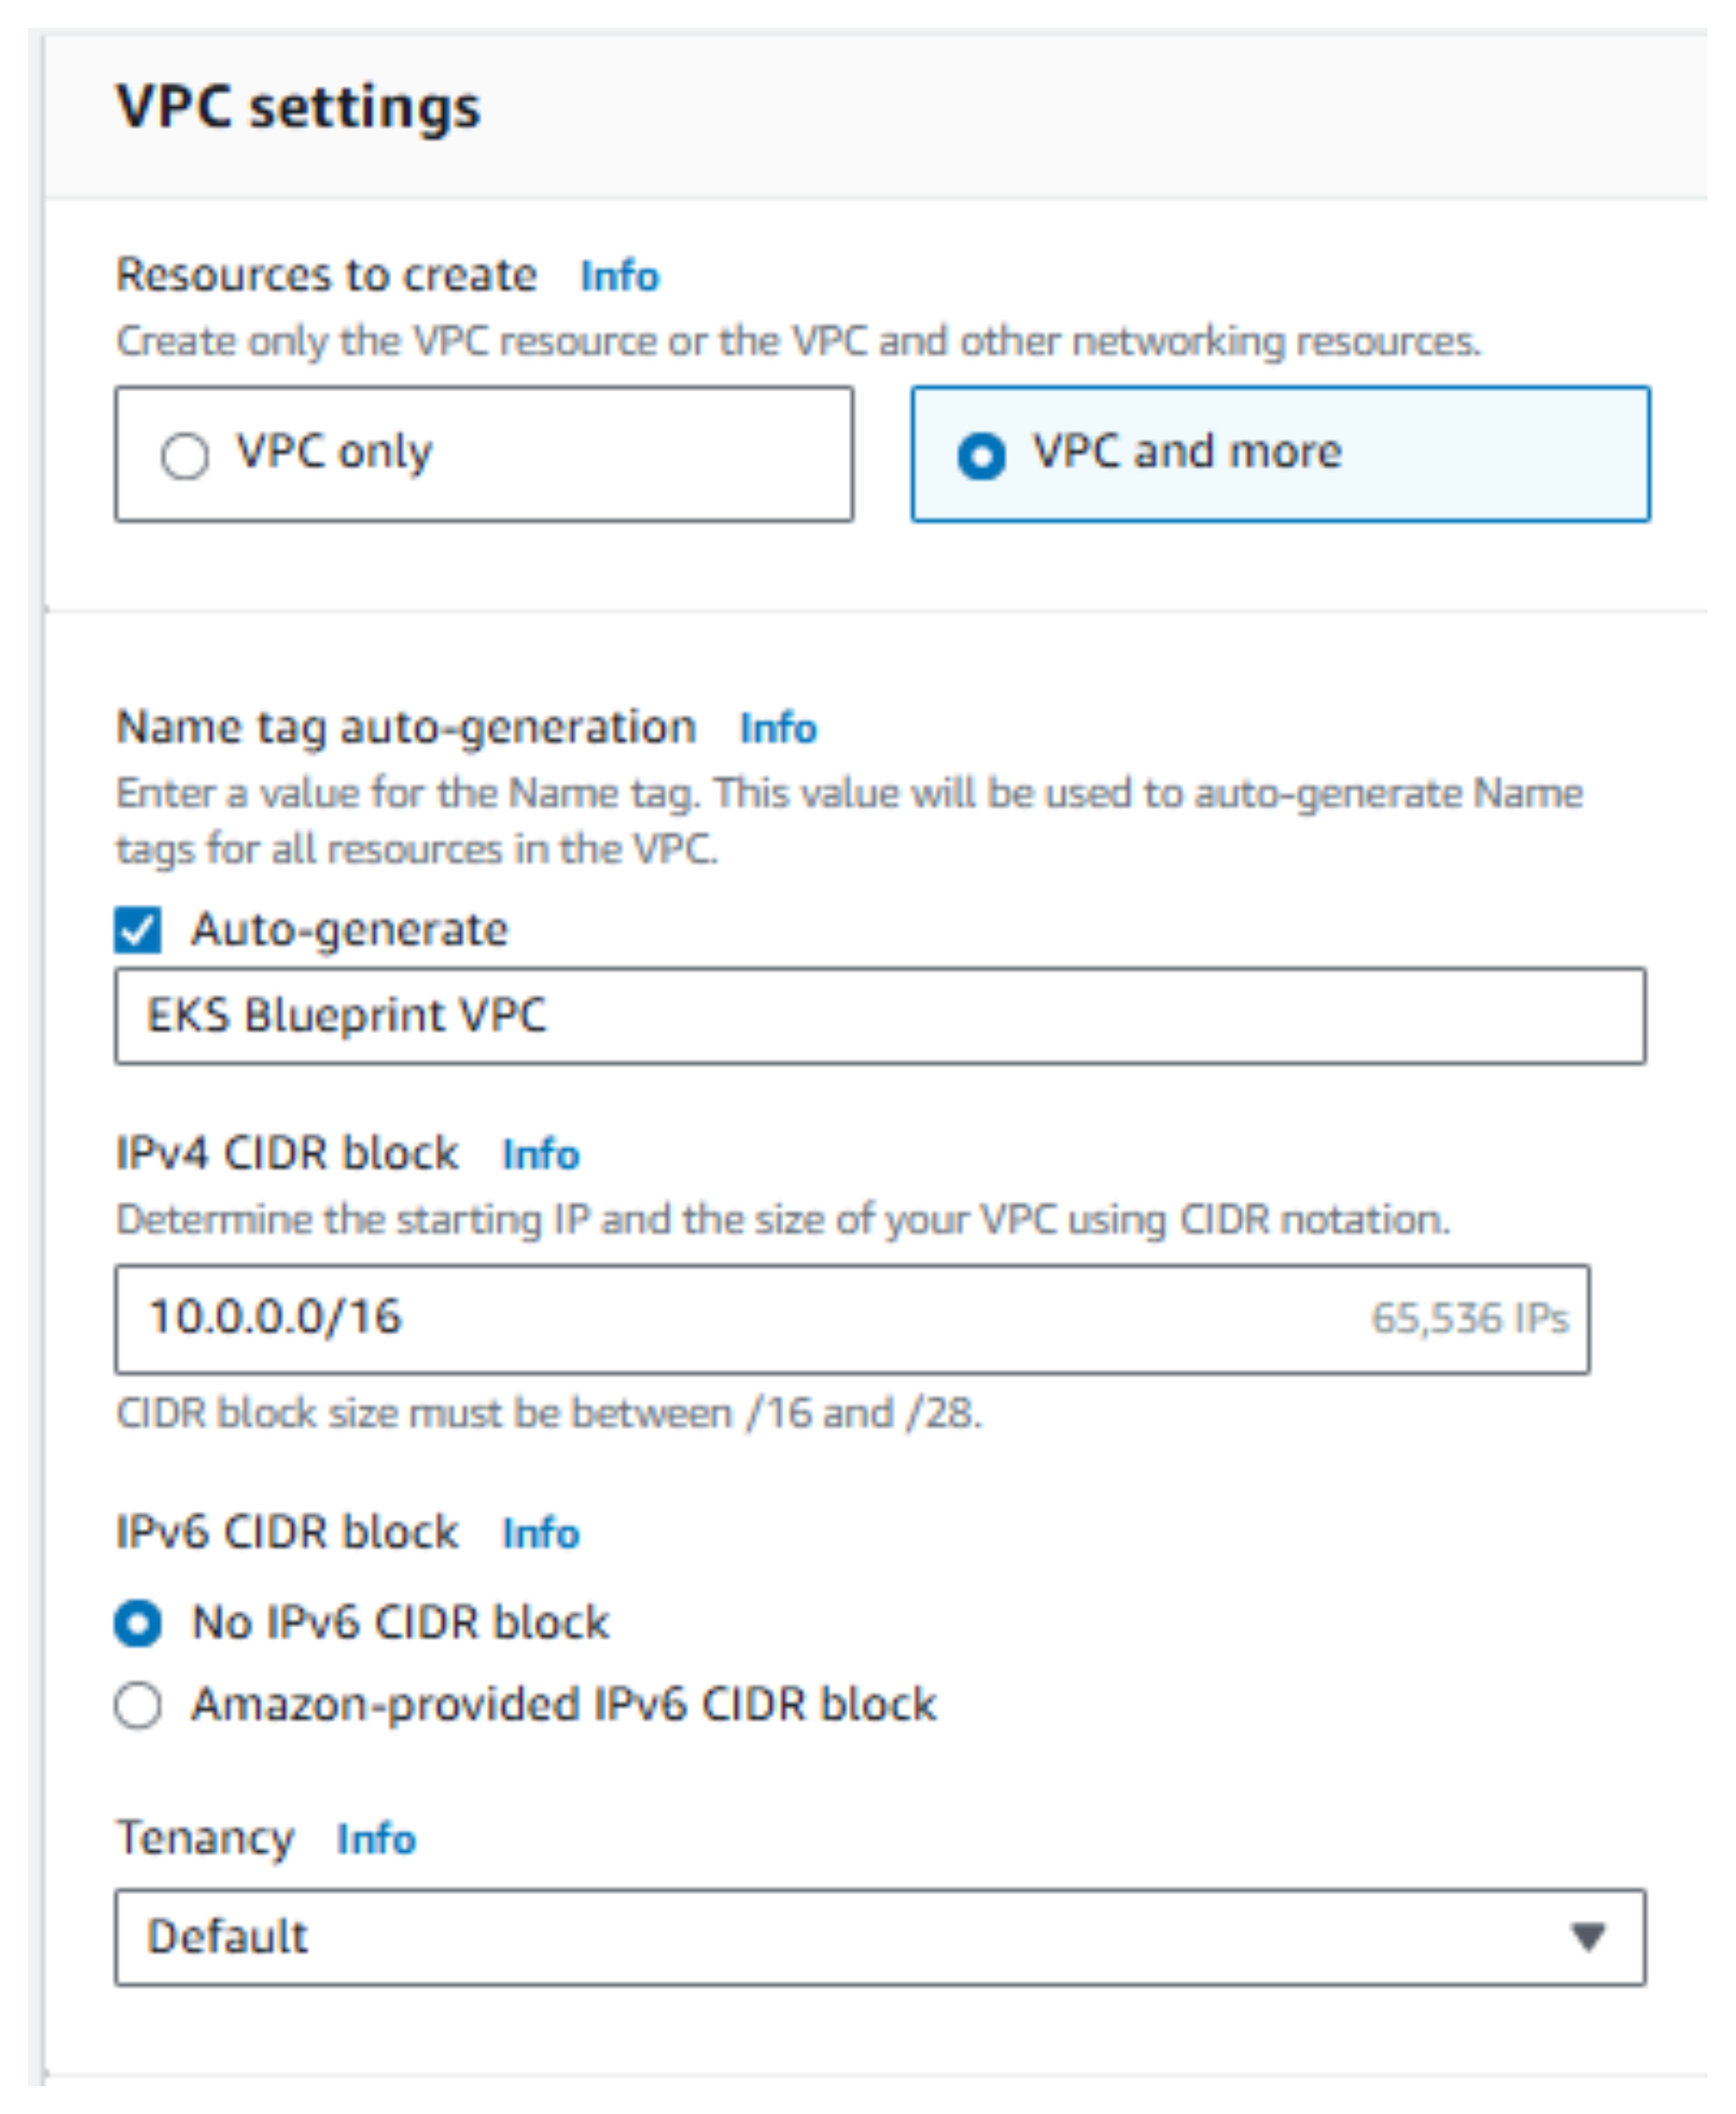 VPC settings
Resources to create Info
Create only the VPC resource or the VPC and other networking resources.
VPC only
VPC and more
Name tag auto-generation Info
Enter a value for the Name tag. This value will be used to auto-generate Name
tags for all resources in the VPC.
Auto-generate
EKS Blueprint VPC
IPv4 CIDR block Info
Determine the starting IP and the size of your VPC using CIDR notation.
10.0.0.0/16 65,536 IPs
CIDR block size must be between /16 and /28.
IPv6 CIDR block Info
No IPv6 CIDR block
Amazon-provided IPv6 CIDR block
Tenancy Info
Default